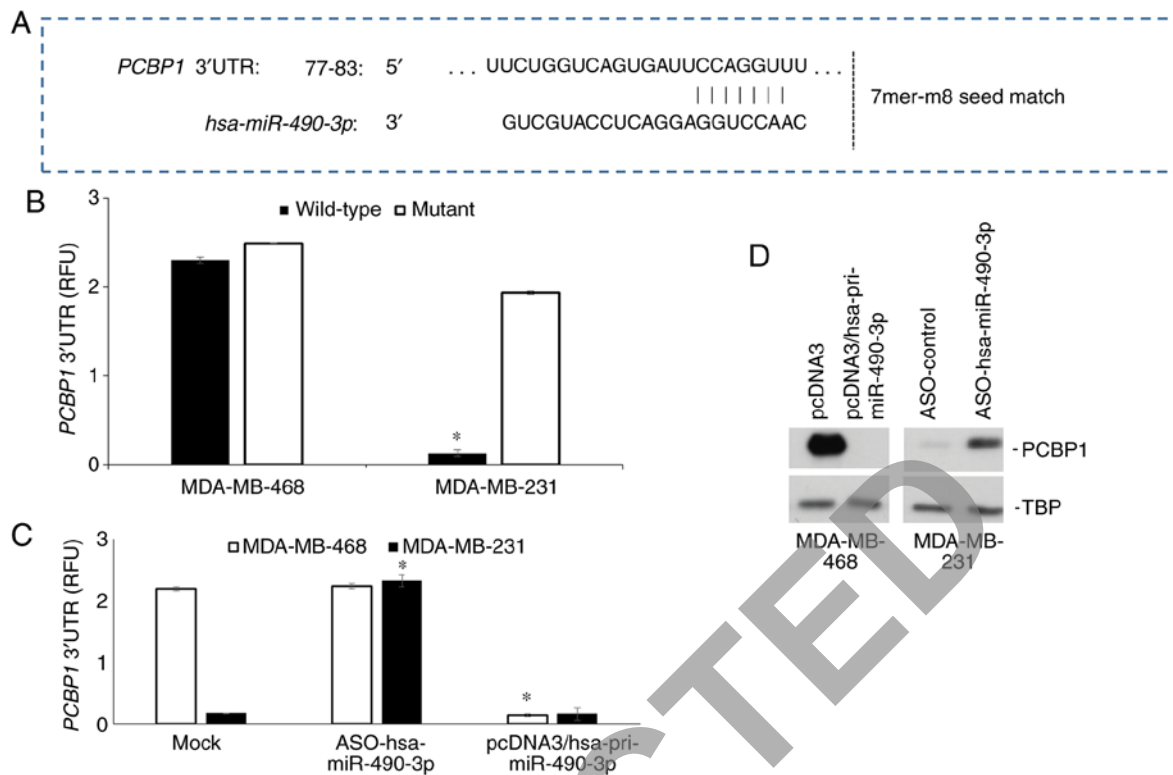 A
PCBP1 3′UTR: 77-83: 5′ ... UUCUGGUCAGUGAUUCCAGGUUU ...
7mer-m8 seed match
hsa-miR-490-3p: 3′ GUCGUACCUCAGGAGGUCCAAC
B
3
2
1
0
PCBP1 3′UTR (RFU)
Wild-type Mutant
*
MDA-MB-468 MDA-MB-231
C
3
2
1
0
PCBP1 3′UTR (RFU)
MDA-MB-468 MDA-MB-231
*
*
Mock
ASO-hsa-
miR-490-3p
pcDNA3/hsa-pri-
miR-490-3p
D
pcDNA3
pcDNA3/hsa-pri-
miR-490-3p
ASO-control
ASO-hsa-miR-490-3p
-PCBP1
-TBP
MDA-MB-
468
MDA-MB-
231
CTED